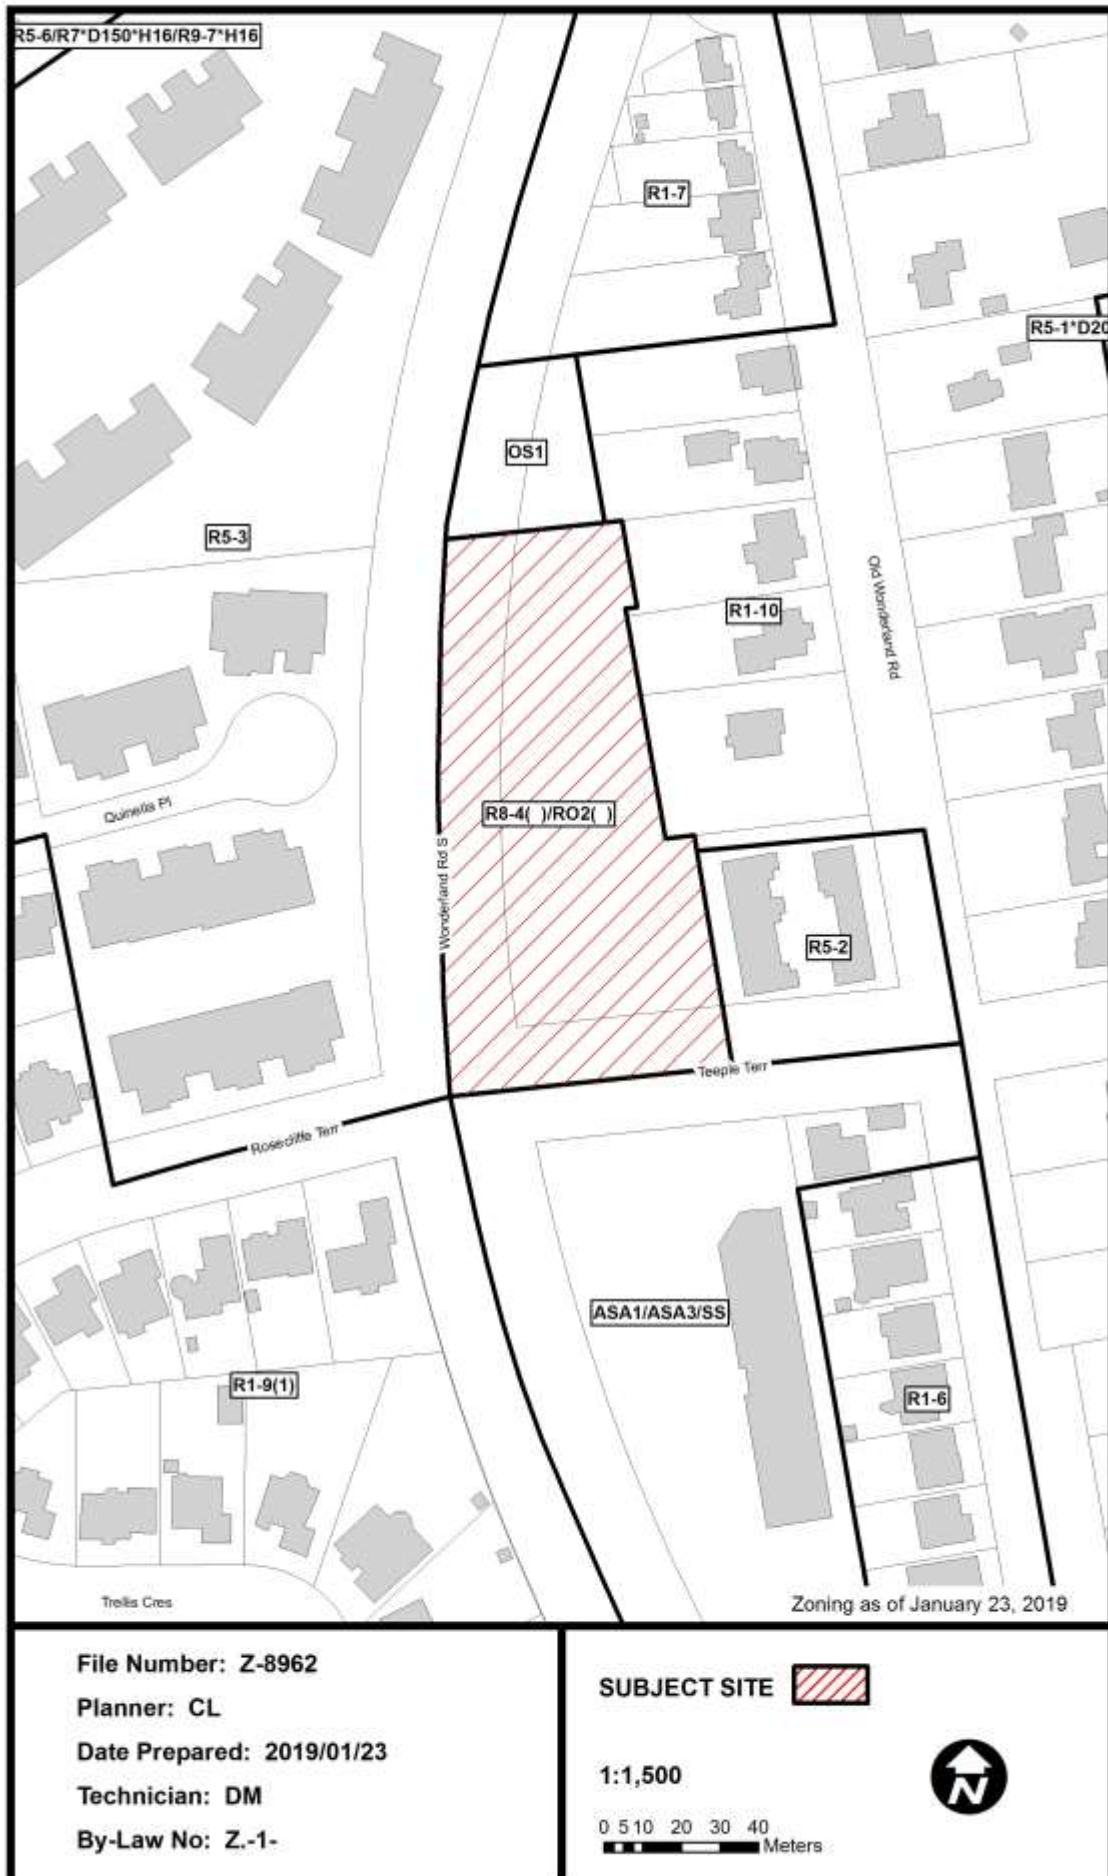 R5-6/R7*D150*H16/R9-7*H16
R1-7
R5-1*D20
OS1
R5-3
Old Wonderland Rd
R1-10
Quinella Pl
R8-4( )/RO2( )
Wonderland Rd S
R5-2
Teeple Terr
Rosecliffe Terr
ASA1/ASA3/SS
R1-9(1)
R1-6
Trellis Cres
Zoning as of January 23, 2019
File Number: Z-8962
Planner: CL
Date Prepared: 2019/01/23
Technician: DM
By-Law No: Z.-1-
SUBJECT SITE
1:1,500
N
0 5 10 20 30 40
Meters